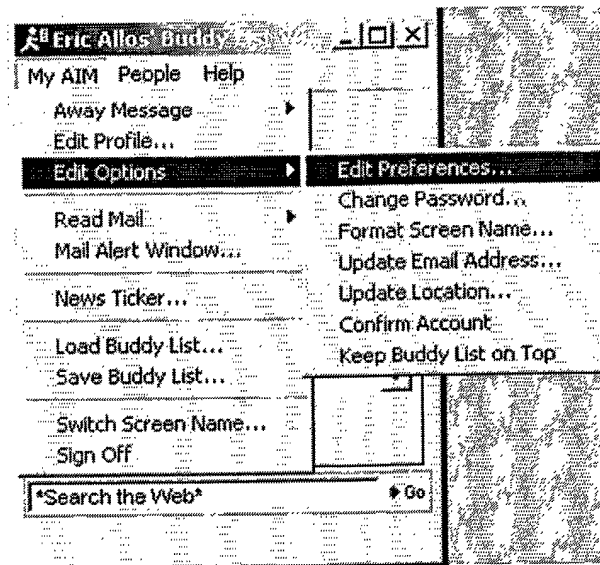 Eric Allos' Buddy List
My AIM People Help
Away Message
Edit Profile...
Edit Options
Read Mail
Mail Alert Window...
News Ticker...
Load Buddy List...
Save Buddy List...
Switch Screen Name...
Sign Off
Edit Preferences...
Change Password...
Format Screen Name...
Update Email Address...
Update Location...
Confirm Account
Keep Buddy List on Top
*Search the Web* Go